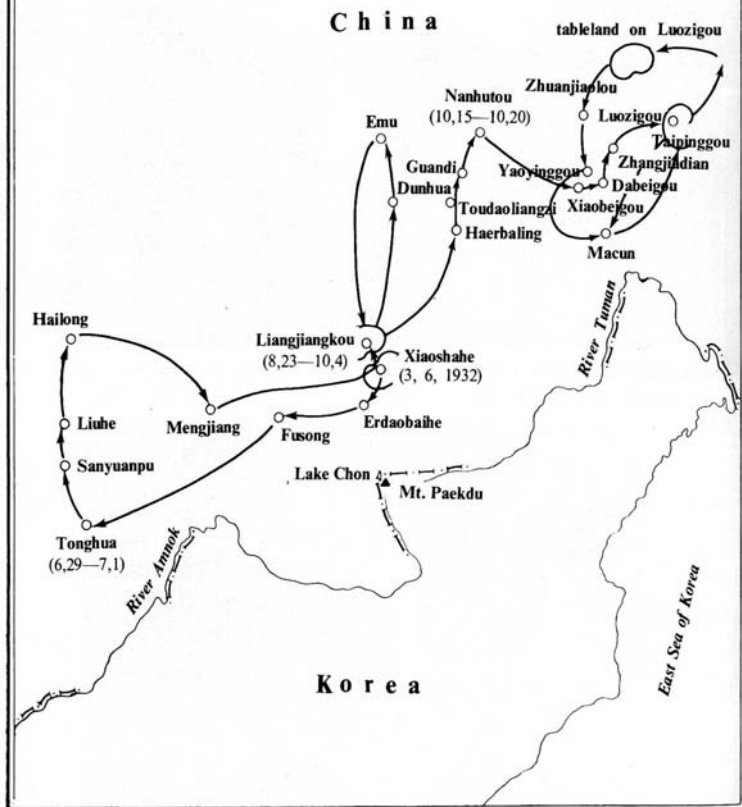 China
tableland on Luozigou
Zhuanjiaolou
Nanhutou
(10,15—10,20)
Luozigou
Emu
Taipinggou
Guandi
Yaoyinggou
Zhangjiadian
Dunhua
Dabeigou
Toudaoliangzi
Xiaobeigou
Haerbaling
Macun
Hailong
Liangjiangkou
(8,23—10,4)
Xiaoshahe
(3, 6, 1932)
River Tuman
Mengjiang
Erdaobaihe
Liuhe
Fusong
Sanyuanpu
Lake Chon
Mt. Paekdu
Tonghua
(6,29—7,1)
River Amnok
East Sea of Korea
Korea